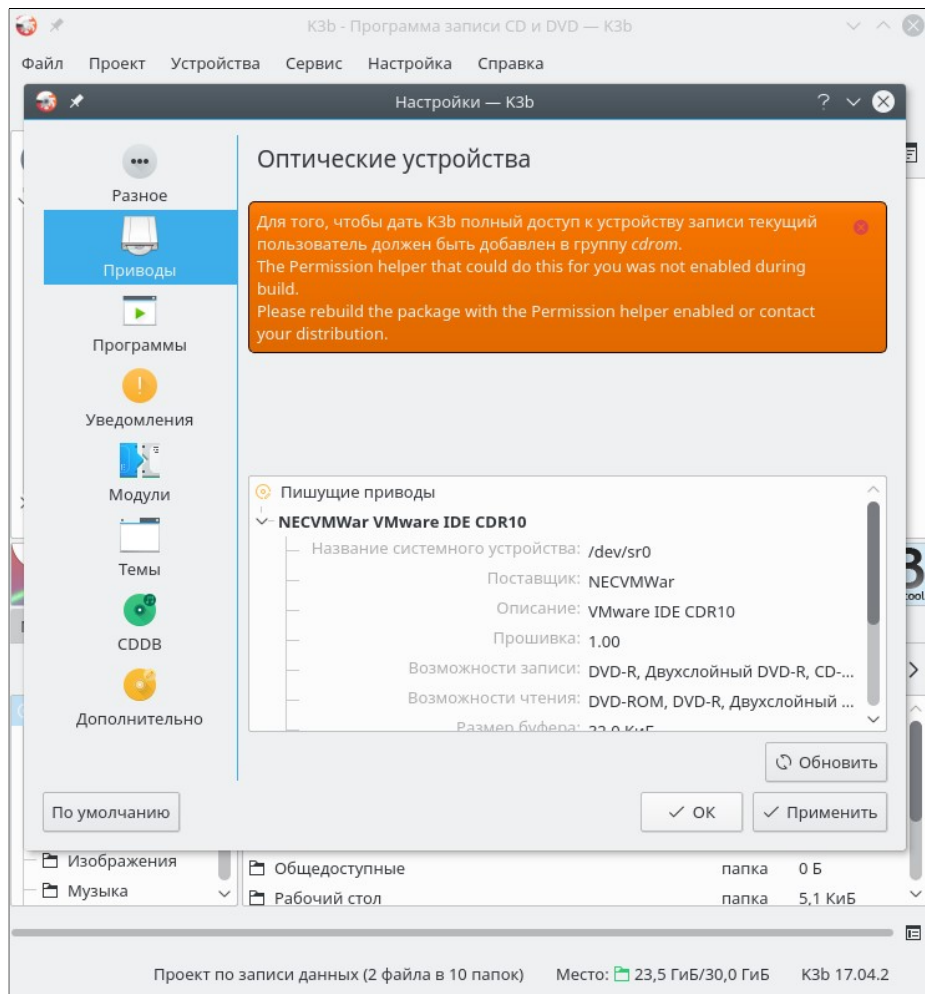 K3b - Программа записи CD и DVD — K3b
Файл Проект Устройства Сервис Настройка Справка
Настройки — K3b
Разное
Приводы
Программы
Уведомления
Модули
Темы
CDDB
Дополнительно
Оптические устройства
Для того, чтобы дать K3b полный доступ к устройству записи текущий
пользователь должен быть добавлен в группу cdrom.
The Permission helper that could do this for you was not enabled during
build.
Please rebuild the package with the Permission helper enabled or contact
your distribution.
Пишущие приводы
NECVMWar VMware IDE CDR10
Название системного устройства: /dev/sr0
Поставщик: NECVMWar
Описание: VMware IDE CDR10
Прошивка: 1.00
Возможности записи: DVD-R, Двухслойный DVD-R, CD-...
Возможности чтения: DVD-ROM, DVD-R, Двухслойный ...
Размер буфера:
Обновить
По умолчанию
ОК
Применить
Изображения
Музыка
Общедоступные папка 0 Б
Рабочий стол папка 5,1 КиБ
Проект по записи данных (2 файла в 10 папок) Место: 23,5 ГиБ/30,0 ГиБ K3b 17.04.2